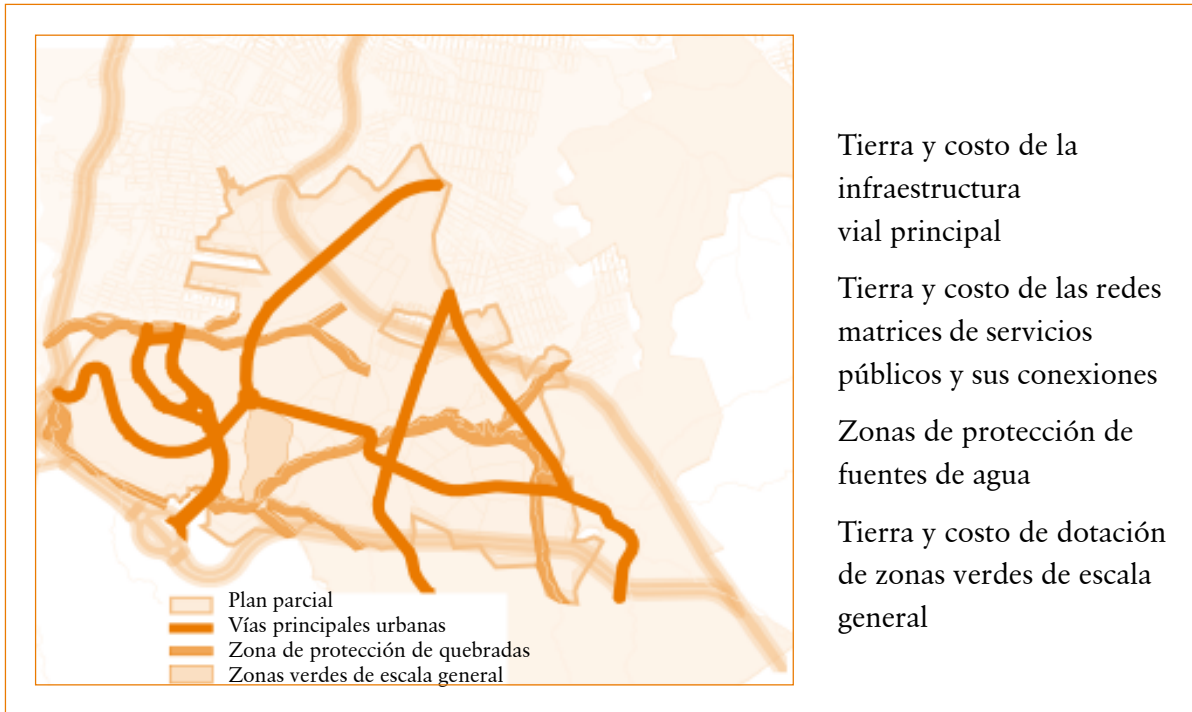 Tierra y costo de la
infraestructura
vial principal
Tierra y costo de las redes
matrices de servicios
públicos y sus conexiones
Zonas de protección de
fuentes de agua
Tierra y costo de dotación
de zonas verdes de escala
general
Plan parcial
Vías principales urbanas
Zona de protección de quebradas
Zonas verdes de escala general